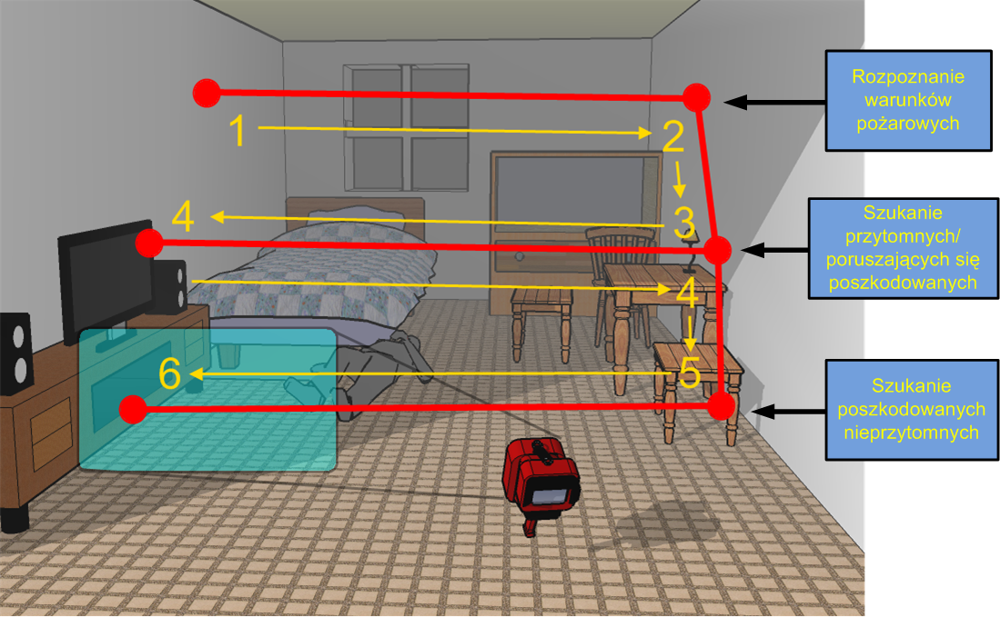 Rozpoznanie
warunków
pożarowych
1
2
3
4
Szukanie
przytomnych/
poruszających się
poszkodowanych
4
5
6
Szukanie
poszkodowanych
nieprzytomnych